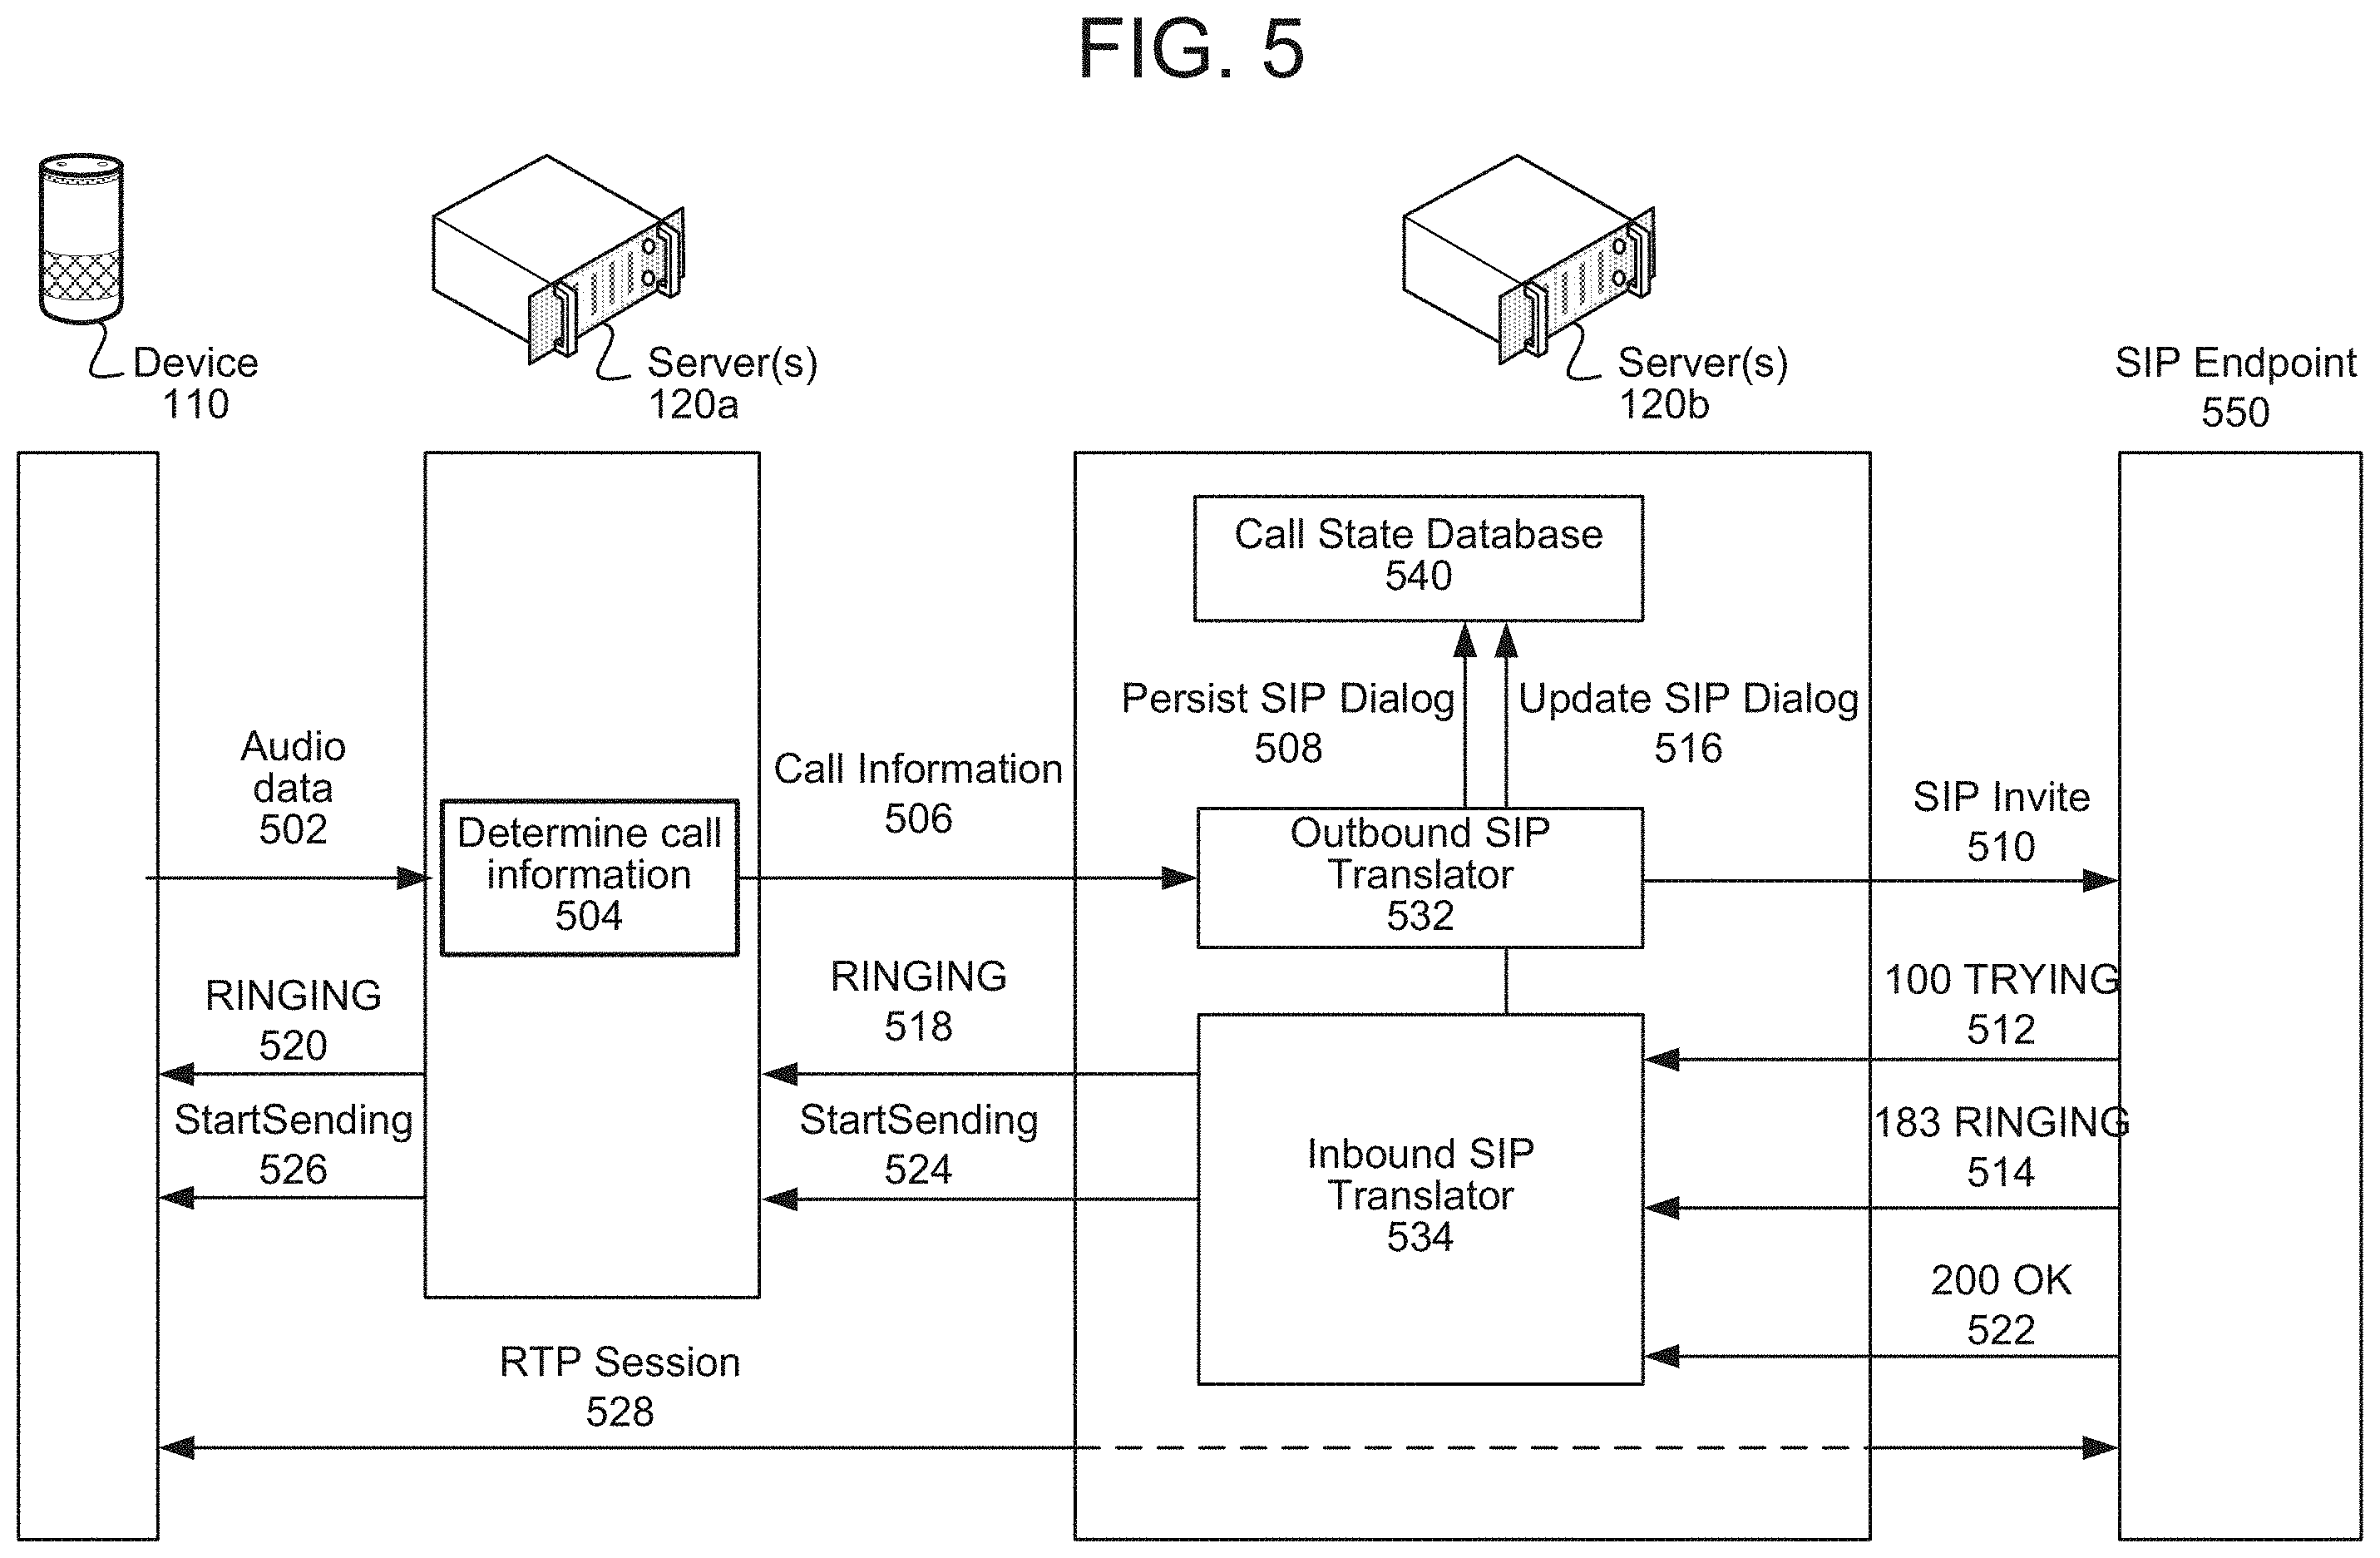 FIG. 5
Device
110
Server(s)
120a
Server(s)
120b
SIP Endpoint
550
Call State Database
540
Persist SIP Dialog
508
Update SIP Dialog
516
Audio
data
502
Determine call
information
504
Call Information
506
Outbound SIP
Translator
532
SIP Invite
510
RINGING
520
RINGING
518
100 TRYING
512
StartSending
526
StartSending
524
Inbound SIP
Translator
534
183 RINGING
514
200 OK
522
RTP Session
528